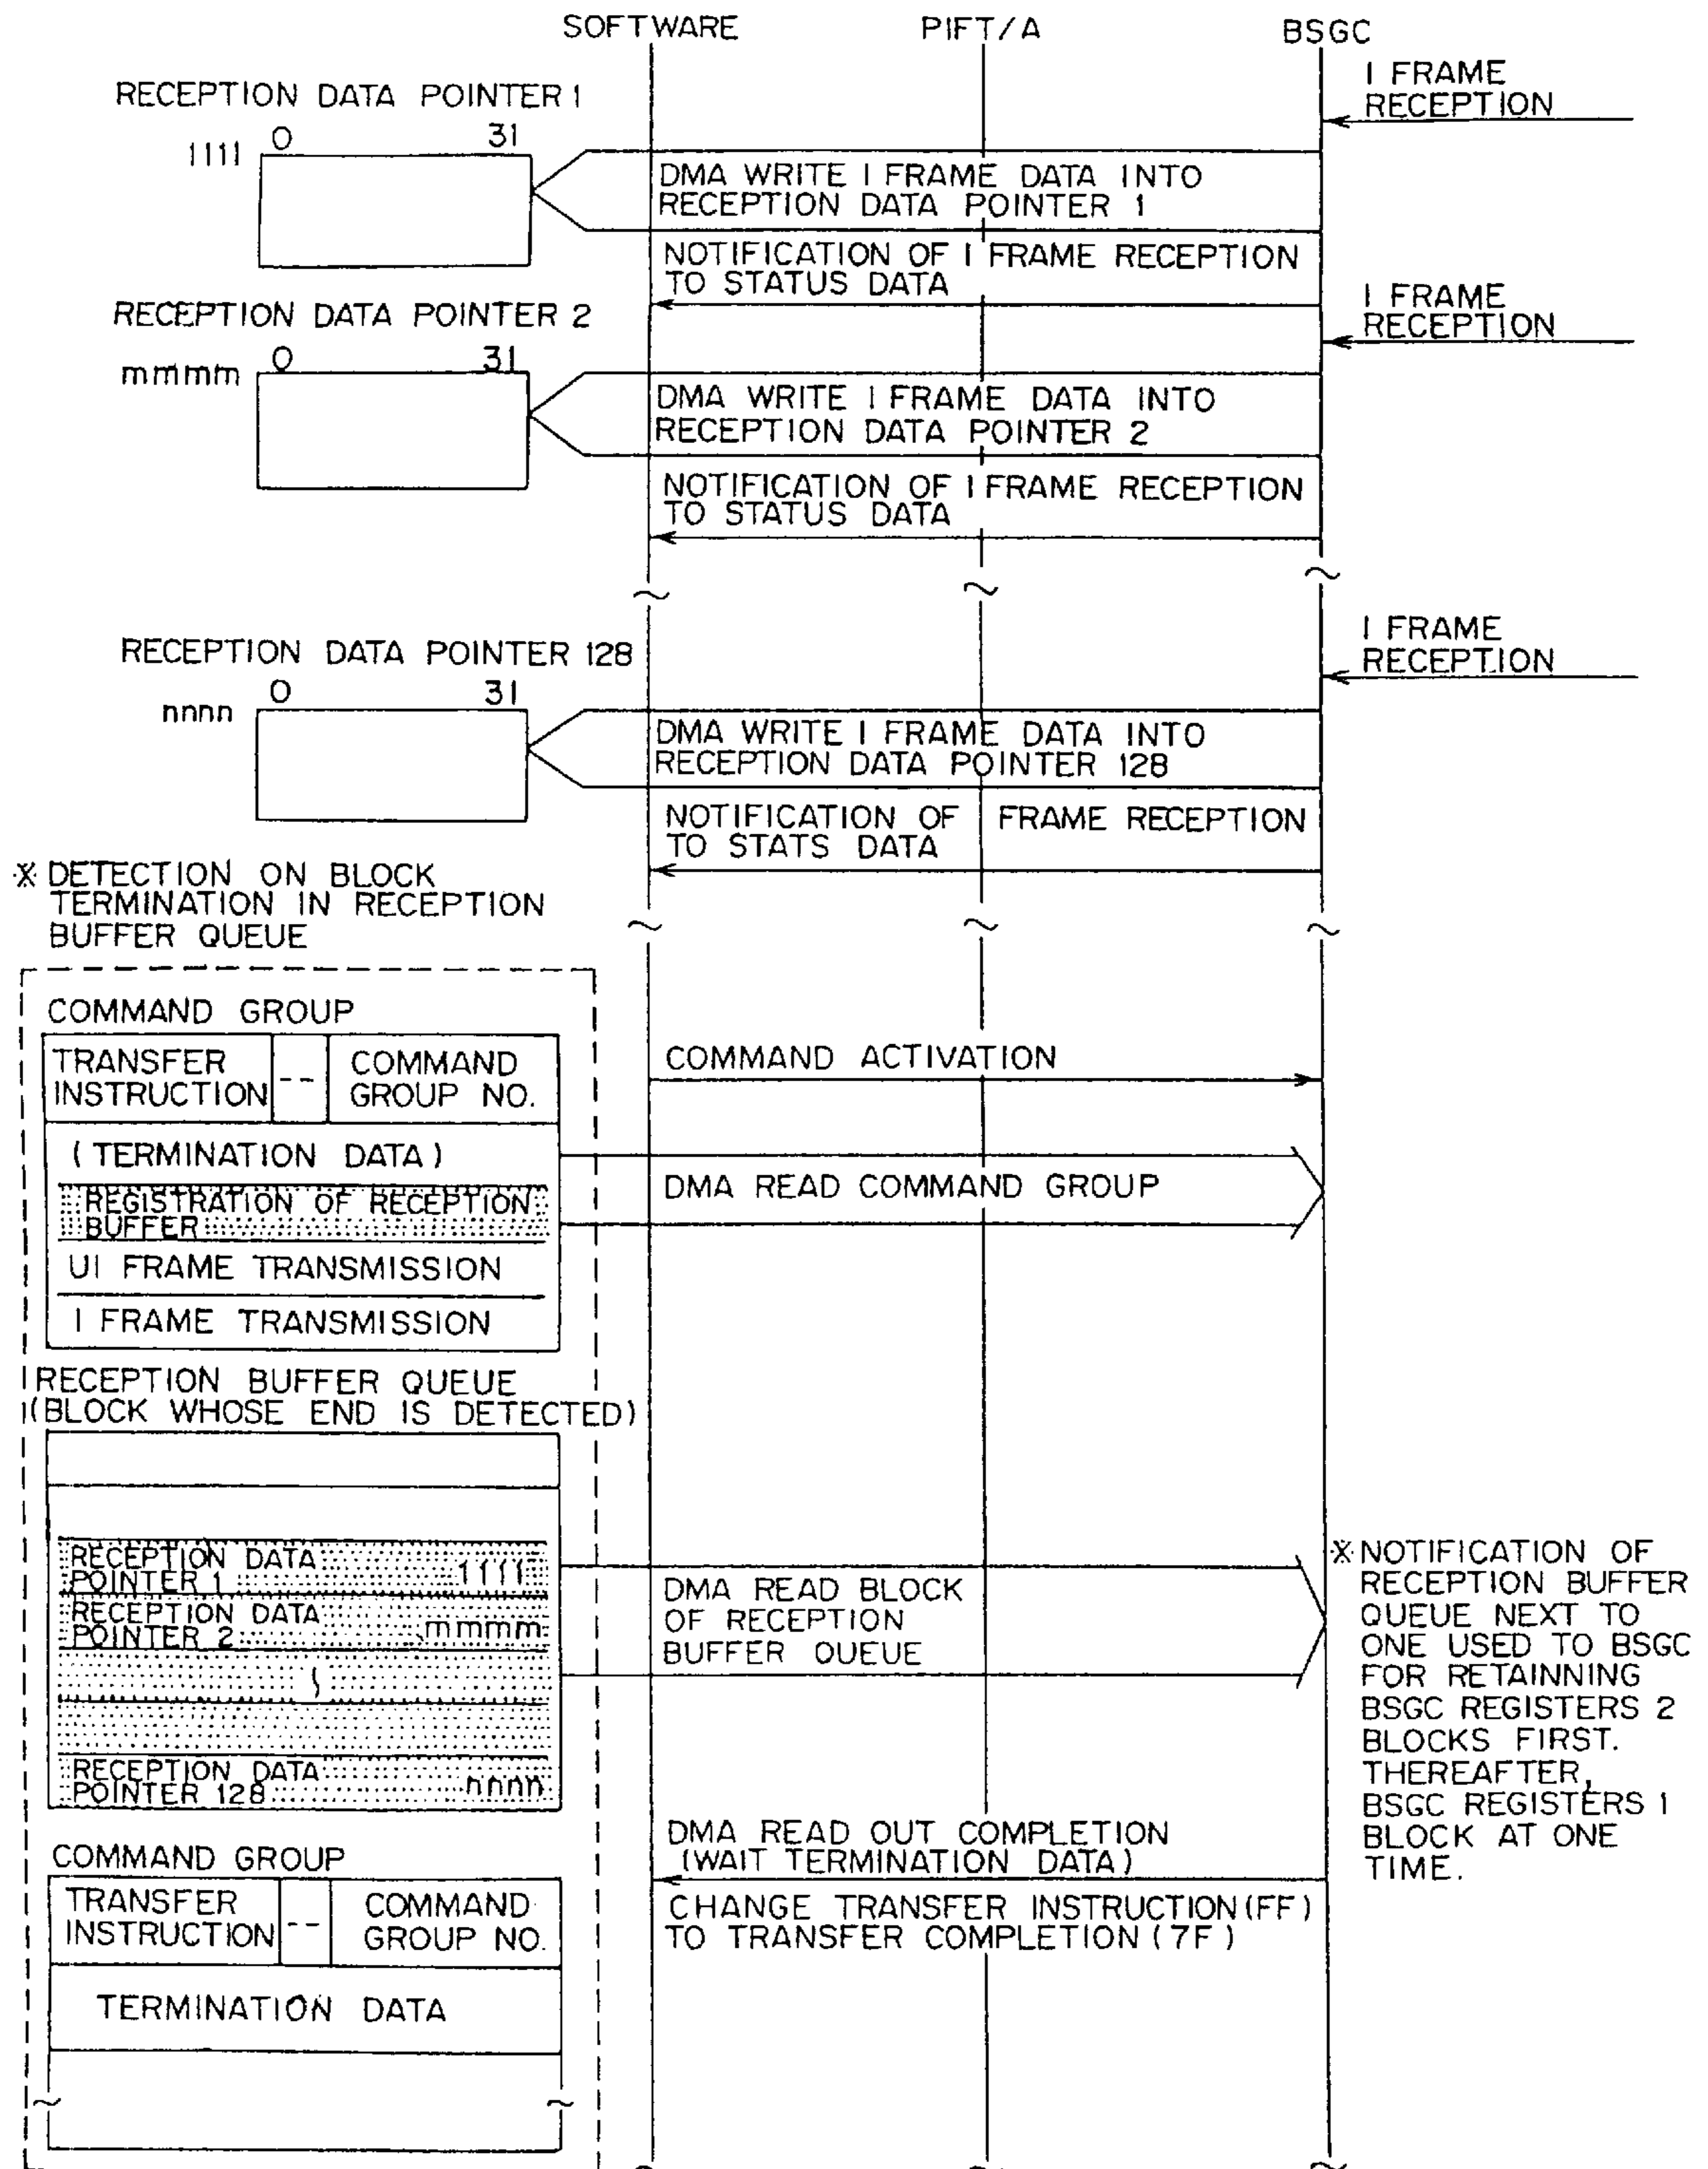 SOFTWARE
PIFT/A
BSGC
I FRAME
RECEPTION
RECEPTION DATA POINTER 1
1111
0
31
DMA WRITE I FRAME DATA INTO
RECEPTION DATA POINTER 1
NOTIFICATION OF I FRAME RECEPTION
TO STATUS DATA
I FRAME
RECEPTION
RECEPTION DATA POINTER 2
mmmm
0
31
DMA WRITE I FRAME DATA INTO
RECEPTION DATA POINTER 2
NOTIFICATION OF I FRAME RECEPTION
TO STATUS DATA
I FRAME
RECEPTION
RECEPTION DATA POINTER 128
nnnn
0
31
DMA WRITE I FRAME DATA INTO
RECEPTION DATA POINTER 128
NOTIFICATION OF FRAME RECEPTION
TO STATS DATA
※ DETECTION ON BLOCK
TERMINATION IN RECEPTION
BUFFER QUEUE
COMMAND GROUP
TRANSFER
INSTRUCTION
--
COMMAND
GROUP NO.
COMMAND ACTIVATION
(TERMINATION DATA)
REGISTRATION OF RECEPTION
BUFFER
DMA READ COMMAND GROUP
UI FRAME TRANSMISSION
I FRAME TRANSMISSION
RECEPTION BUFFER QUEUE
(BLOCK WHOSE END IS DETECTED)
RECEPTION DATA
POINTER 1
1111
RECEPTION DATA
POINTER 2
mmmm
RECEPTION DATA
POINTER 128
nnnn
DMA READ BLOCK
OF RECEPTION
BUFFER QUEUE
※ NOTIFICATION OF
RECEPTION BUFFER
QUEUE NEXT TO
ONE USED TO BSGC
FOR RETAINNING
BSGC REGISTERS 2
BLOCKS FIRST.
THEREAFTER,
BSGC REGISTERS 1
BLOCK AT ONE
TIME.
DMA READ OUT COMPLETION
(WAIT TERMINATION DATA)
CHANGE TRANSFER INSTRUCTION(FF)
TO TRANSFER COMPLETION (7F)
COMMAND GROUP
TRANSFER
INSTRUCTION
--
COMMAND
GROUP NO.
TERMINATION DATA